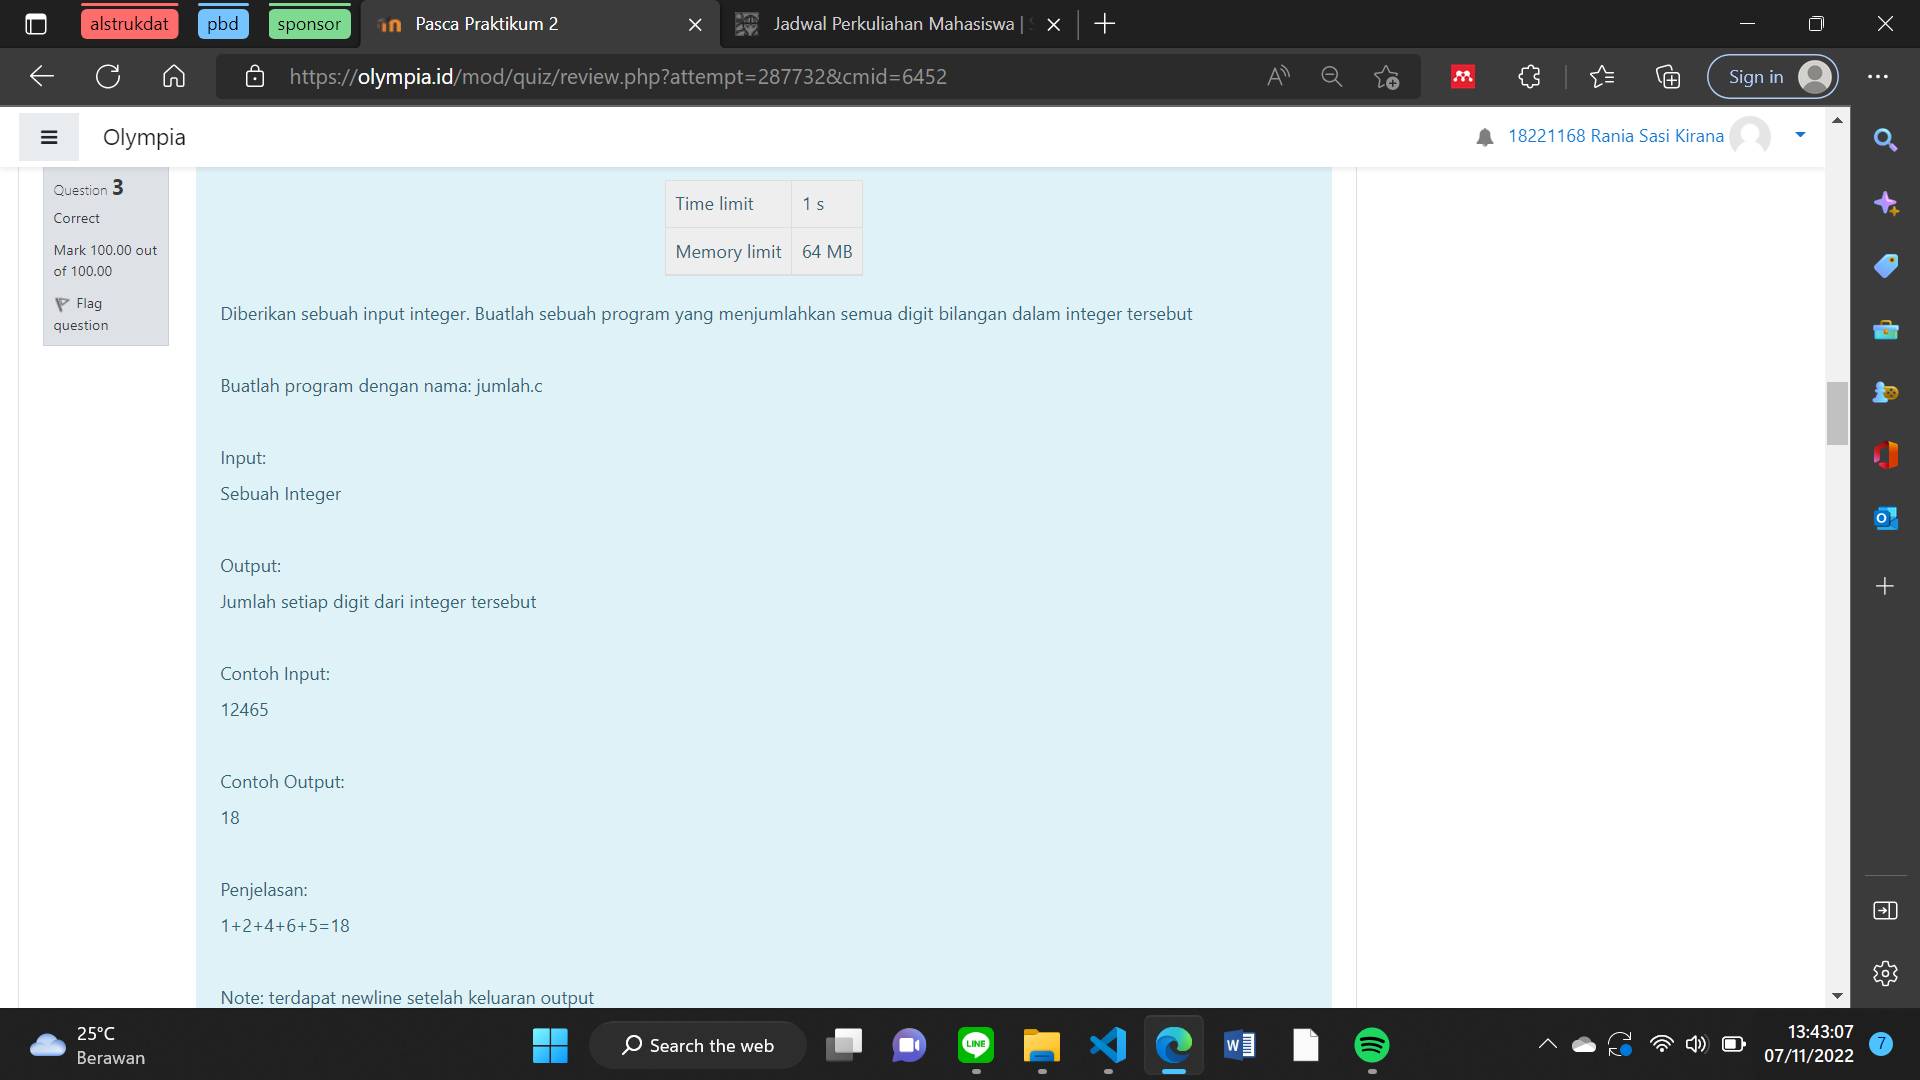 alstrukdat
pbd
sponsor
Pasca Praktikum 2
Jadwal Perkuliahan Mahasiswa |
https://olympia.id/mod/quiz/review.php?attempt=287732&cmid=6452
Sign in
Olympia
18221168 Rania Sasi Kirana
Question 3
Correct
Mark 100.00 out
of 100.00
Flag
question
Time limit 1 s
Memory limit 64 MB
Diberikan sebuah input integer. Buatlah sebuah program yang menjumlahkan semua digit bilangan dalam integer tersebut
Buatlah program dengan nama: jumlah.c
Input:
Sebuah Integer
Output:
Jumlah setiap digit dari integer tersebut
Contoh Input:
12465
Contoh Output:
18
Penjelasan:
1+2+4+6+5=18
Note: terdapat newline setelah keluaran output
25°C
Berawan
Search the web
LINE
13:43:07
07/11/2022
7